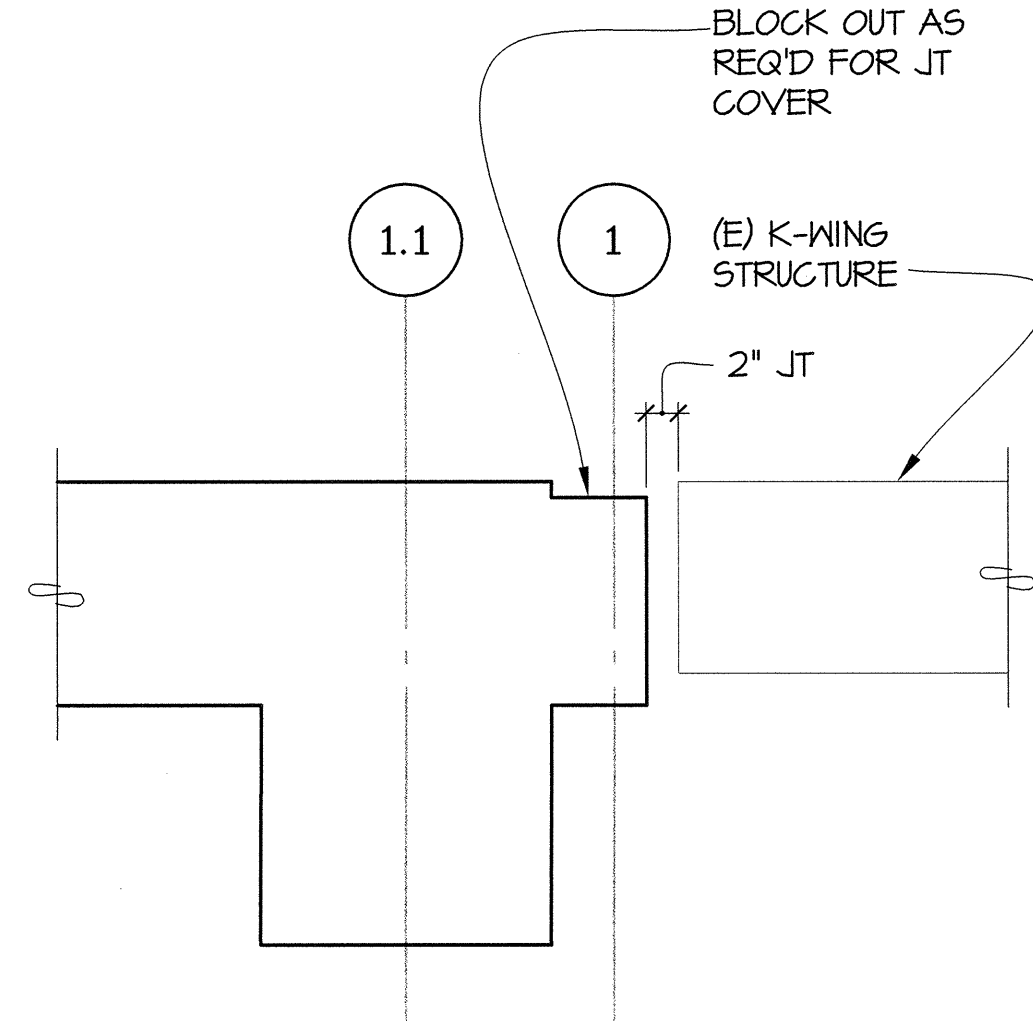 BLOCK OUT AS
REQ'D FOR JT
COVER
1.1
1
(E) K-WING
STRUCTURE
2" JT